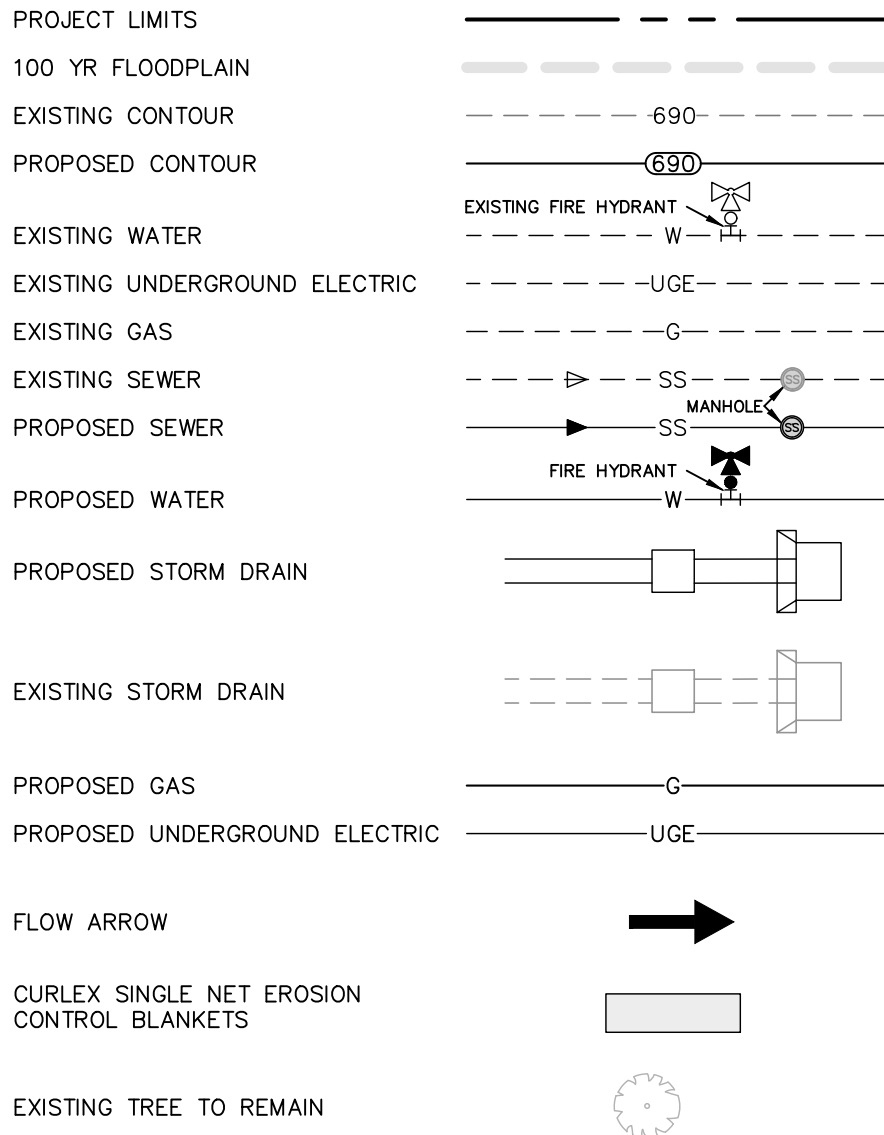 PROJECT LIMITS
100 YR FLOODPLAIN
EXISTING CONTOUR
690
PROPOSED CONTOUR
690
EXISTING FIRE HYDRANT
EXISTING WATER
W
EXISTING UNDERGROUND ELECTRIC
UGE
EXISTING GAS
G
EXISTING SEWER
SS
SS
MANHOLE
PROPOSED SEWER
SS
SS
FIRE HYDRANT
PROPOSED WATER
W
PROPOSED STORM DRAIN
EXISTING STORM DRAIN
PROPOSED GAS
G
PROPOSED UNDERGROUND ELECTRIC
UGE
FLOW ARROW
CURLEX SINGLE NET EROSION
CONTROL BLANKETS
EXISTING TREE TO REMAIN